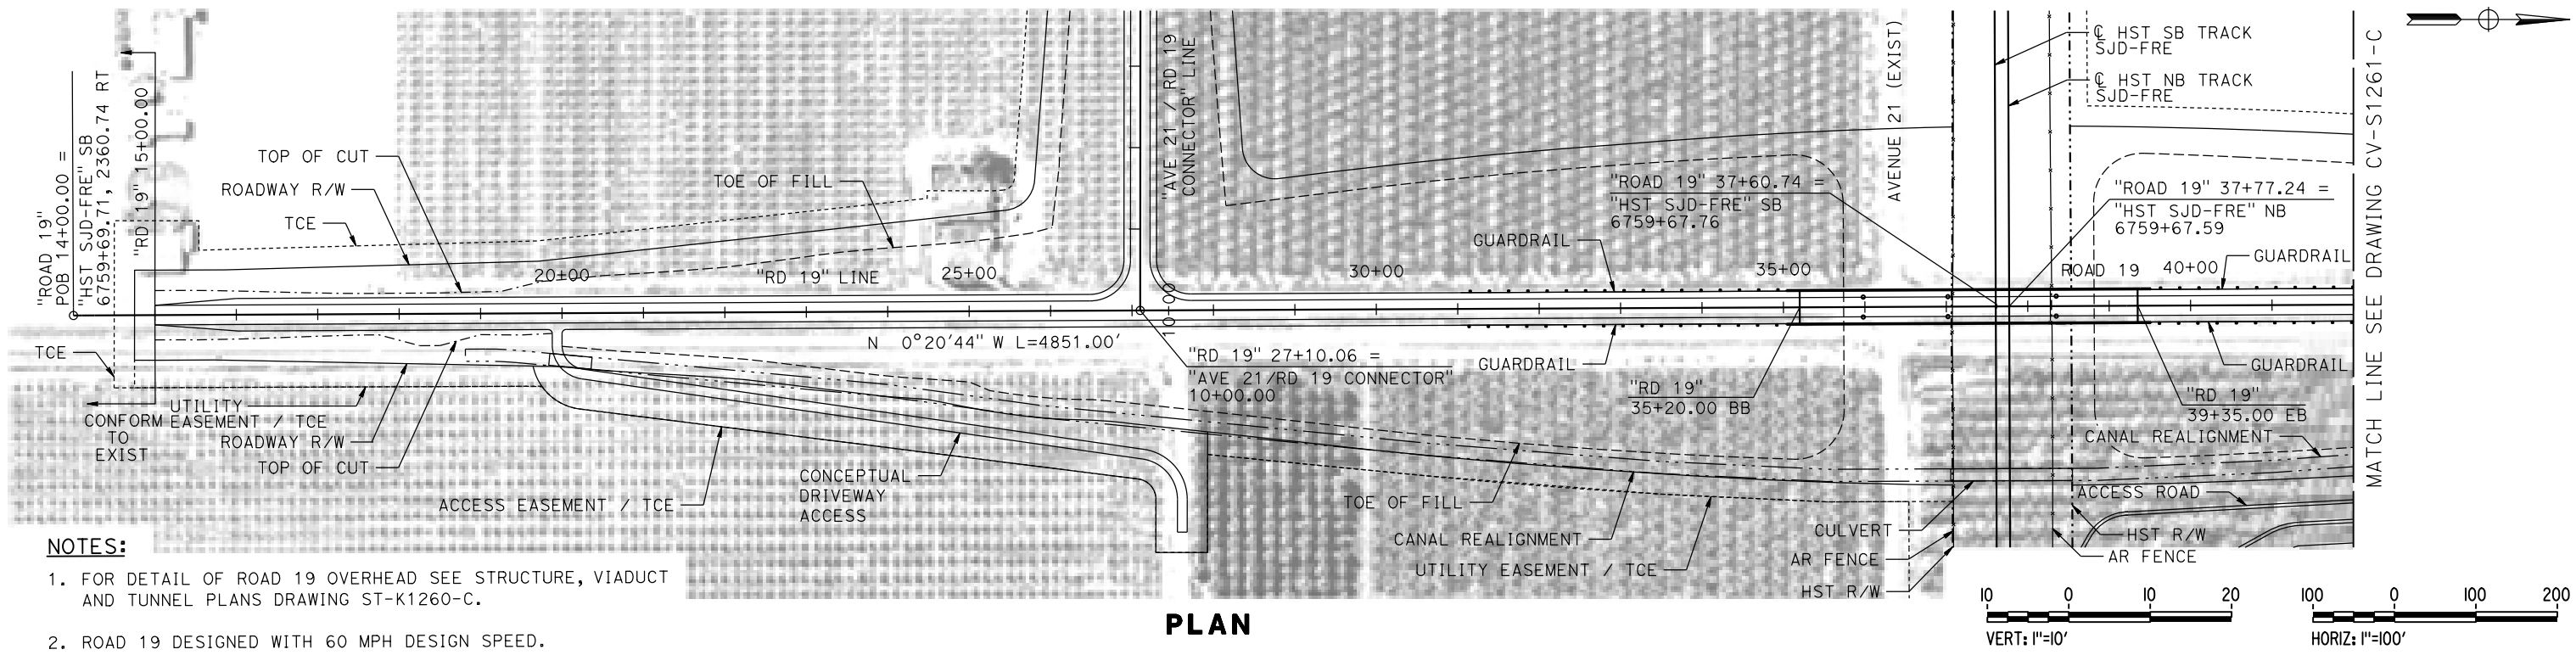 "ROAD 19"
POB 14+00.00 =
"HST SJD-FRE" SB
6759+69.71, 2360.74 RT
"RD 19" 15+00.00
TOP OF CUT
ROADWAY R/W
TCE
TOE OF FILL
20+00
"RD 19" LINE
25+00
"AVE 21 / RD 19
CONNECTOR" LINE
10+00
30+00
35+00
AVENUE 21 (EXIST)
℄ HST SB TRACK
SJD-FRE
℄ HST NB TRACK
SJD-FRE
"ROAD 19" 37+60.74 =
"HST SJD-FRE" SB
6759+67.76
"ROAD 19" 37+77.24 =
"HST SJD-FRE" NB
6759+67.59
GUARDRAIL
GUARDRAIL
ROAD 19
40+00
MATCH LINE SEE DRAWING CV-S1261-C
N 0°20'44" W L=4851.00'
"RD 19" 27+10.06 =
"AVE 21/RD 19 CONNECTOR"
10+00.00
GUARDRAIL
"RD 19"
35+20.00 BB
GUARDRAIL
"RD 19"
39+35.00 EB
TCE
UTILITY
EASEMENT / TCE
CONFORM
TO
EXIST
ROADWAY R/W
TOP OF CUT
ACCESS EASEMENT / TCE
CONCEPTUAL
DRIVEWAY
ACCESS
TOE OF FILL
CANAL REALIGNMENT
UTILITY EASEMENT / TCE
CULVERT
AR FENCE
HST R/W
CANAL REALIGNMENT
ACCESS ROAD
HST R/W
AR FENCE
NOTES:
1. FOR DETAIL OF ROAD 19 OVERHEAD SEE STRUCTURE, VIADUCT
AND TUNNEL PLANS DRAWING ST-K1260-C.
2. ROAD 19 DESIGNED WITH 60 MPH DESIGN SPEED.
PLAN
10 0 10 20
VERT: 1"=10'
100 0 100 200
HORIZ: 1"=100'